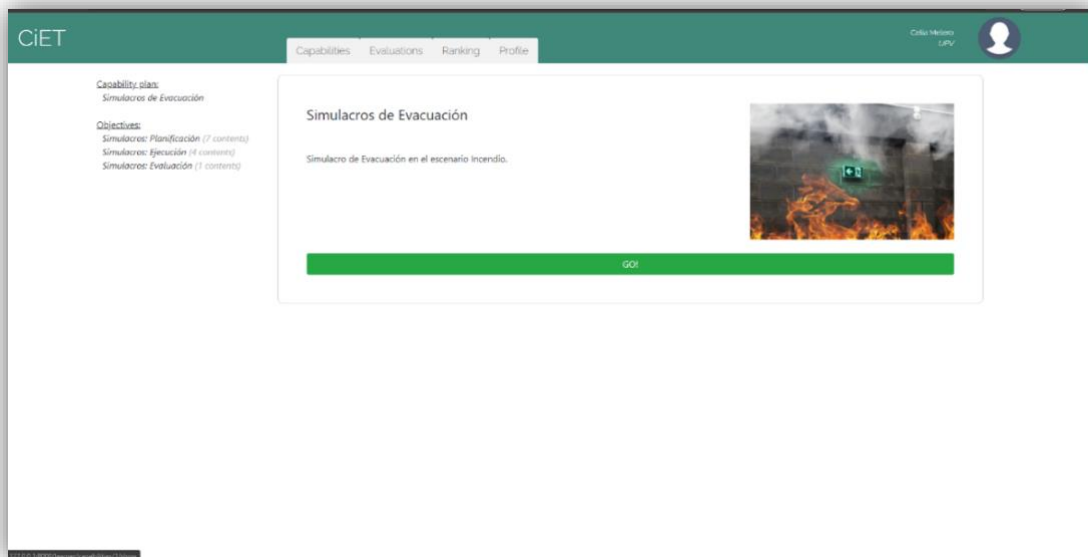 CiET
Capabilities Evaluations Ranking Profile
Celia Melero
UPV
Capability plan:
Simulacros de Evacuación
Objectives:
Simulacros: Planificación (7 contents)
Simulacros: Ejecución (4 contents)
Simulacros: Evaluación (1 contents)
Simulacros de Evacuación
Simulacro de Evacuación en el escenario Incendio.
GO!